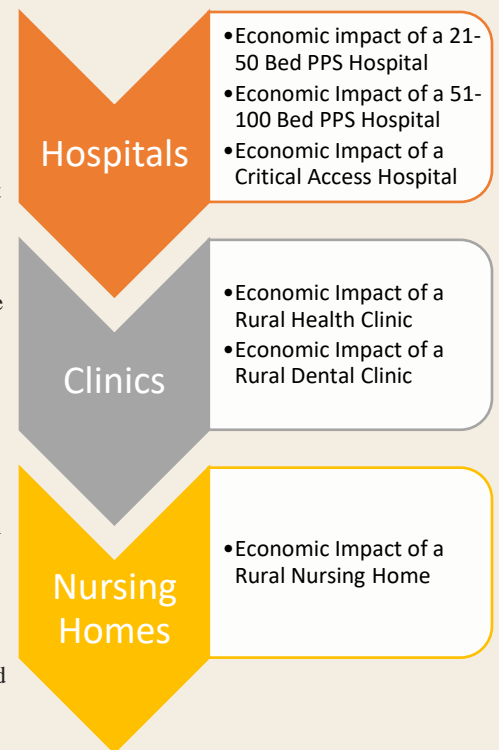 Hospitals
•Economic impact of a 21-
50 Bed PPS Hospital
•Economic Impact of a 51-
100 Bed PPS Hospital
•Economic Impact of a
Critical Access Hospital
Clinics
•Economic Impact of a
Rural Health Clinic
•Economic Impact of a
Rural Dental Clinic
Nursing
Homes
•Economic Impact of a
Rural Nursing Home